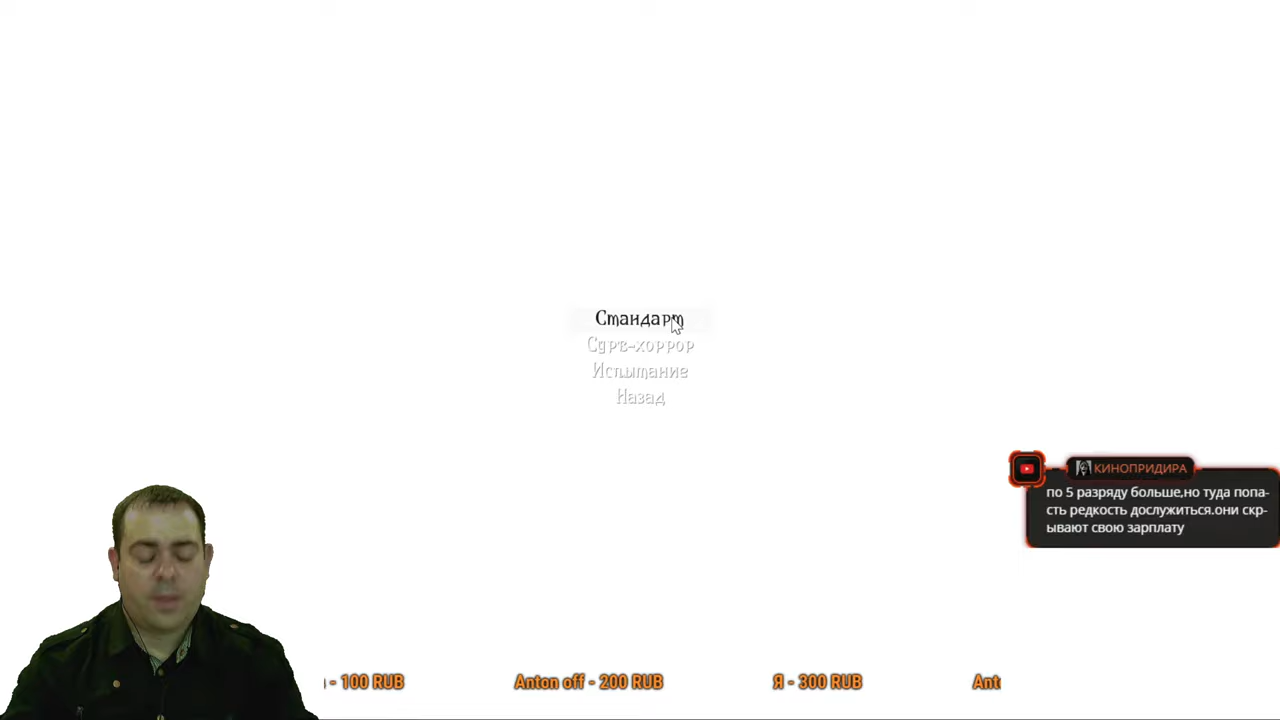 Стандарт
Сурв-хоррор
Испытание
Назад
КИНОПРИДИРА
по 5 разряду больше,но туда попа-
сть редкость дослужиться.они скр-
ывают свою зарплату
- 100 RUB
Anton off - 200 RUB
Я - 300 RUB
Ant